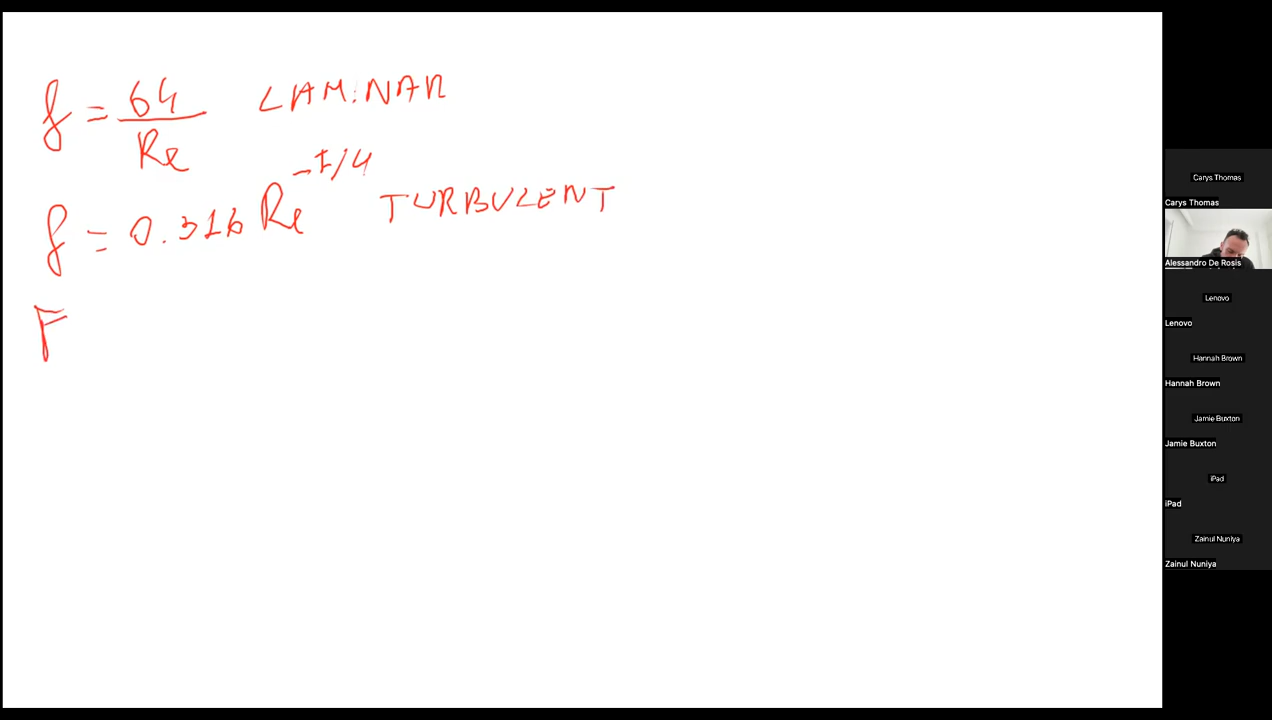 f = 64/Re LAMINAR
f = 0.316 Re^-1/4 TURBULENT
F
Carys Thomas
Carys Thomas
Alessandro De Rosis
Lenovo
Lenovo
Hannah Brown
Hannah Brown
Jamie Buxton
Jamie Buxton
iPad
iPad
Zainul Nuniya
Zainul Nuniya